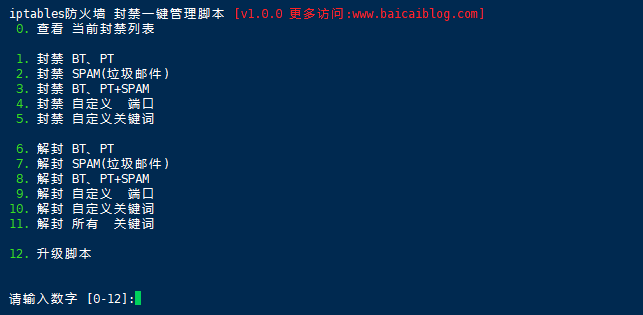 iptables防火墙 封禁一键管理脚本 [v1.0.0 更多访问:www.baicaiblog.com]
0. 查看 当前封禁列表
1. 封禁 BT、PT
2. 封禁 SPAM(垃圾邮件)
3. 封禁 BT、PT+SPAM
4. 封禁 自定义 端口
5. 封禁 自定义关键词
6. 解封 BT、PT
7. 解封 SPAM(垃圾邮件)
8. 解封 BT、PT+SPAM
9. 解封 自定义 端口
10. 解封 自定义关键词
11. 解封 所有 关键词
12. 升级脚本
请输入数字 [0-12]: